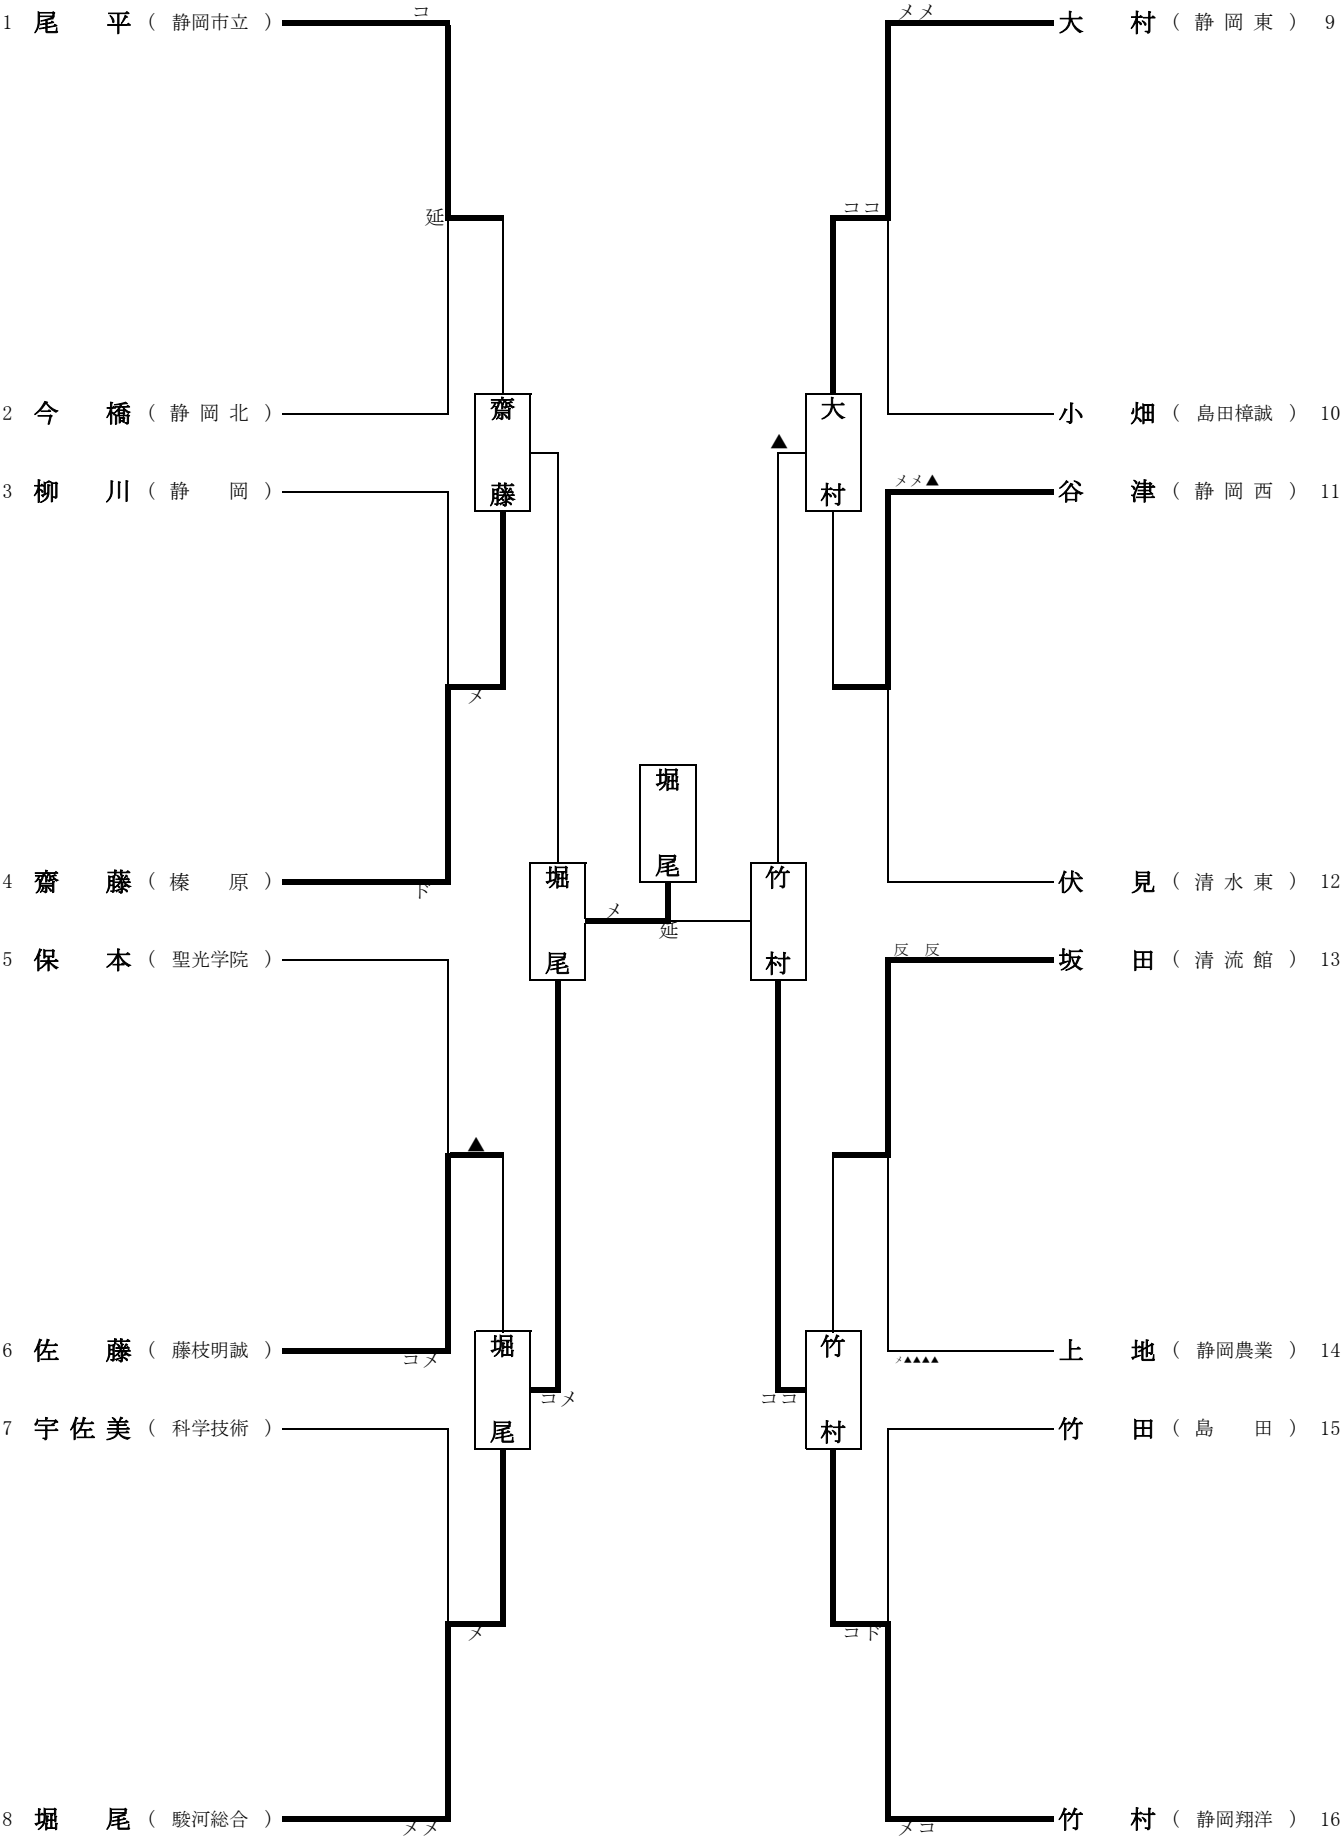 1 尾 平 ( 静岡市立 )
コ
延
2 今 橋 ( 静 岡 北 )
3 柳 川 ( 静 岡 )
齋 藤
メ
4 齋 藤 ( 榛 原 )
ド
5 保 本 ( 聖光学院 )
▲
6 佐 藤 ( 藤枝明誠 )
コメ
7 宇 佐 美 ( 科学技術 )
堀 尾
コメ
メ
8 堀 尾 ( 駿河総合 )
メメ
堀 尾
メ
堀 尾
延
竹 村
メメ
大 村 ( 静 岡 東 ) 9
ココ
小 畑 ( 島田樟誠 ) 10
大 村
▲
メメ▲
谷 津 ( 静 岡 西 ) 11
伏 見 ( 清 水 東 ) 12
反 反
坂 田 ( 清 流 館 ) 13
上 地 ( 静岡農業 ) 14
メ▲▲▲▲
竹 田 ( 島 田 ) 15
竹 村
ココ
コド
竹 村 ( 静岡翔洋 ) 16
メコ